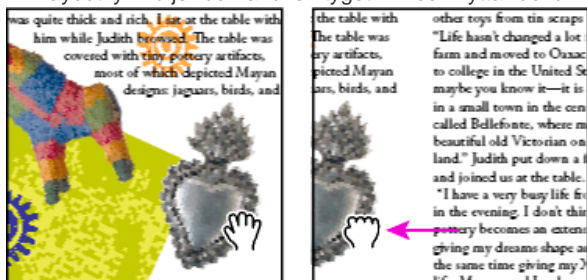 was quite thick and rich. I sat at the table with
him while Judith browsed. The table was
covered with tiny pottery artifacts,
most of which depicted Mayan
designs: jaguars, birds, and
the table with
The table was
ery artifacts,
picted Mayan
ars, birds, and
other toys from tin scraps
"Life hasn't changed a lot
farm and moved to Oaxac
to college in the United St
maybe you know it—it is
in a small town in the cen
called Bellefonte, where m
beautiful old Victorian on
land." Judith put down a f
and joined us at the table.
"I have a very busy life fro
in the evening. I don't thin
pottery becomes an extens
giving my dreams shape a
the same time giving my